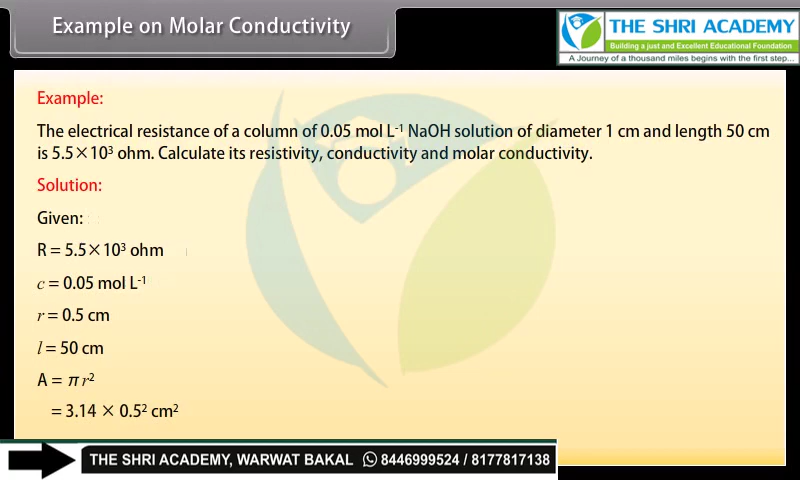 Example on Molar Conductivity
THE SHRI ACADEMY
Building a just and Excellent Educational Foundation
A Journey of a thousand miles begins with the first step...
Example:
The electrical resistance of a column of 0.05 mol L⁻¹ NaOH solution of diameter 1 cm and length 50 cm
is 5.5×10³ ohm. Calculate its resistivity, conductivity and molar conductivity.
Solution:
Given:
R = 5.5×10³ ohm
c = 0.05 mol L⁻¹
r = 0.5 cm
l = 50 cm
A = π r²
= 3.14 × 0.5² cm²
THE SHRI ACADEMY, WARWAT BAKAL 8446999524 / 8177817138